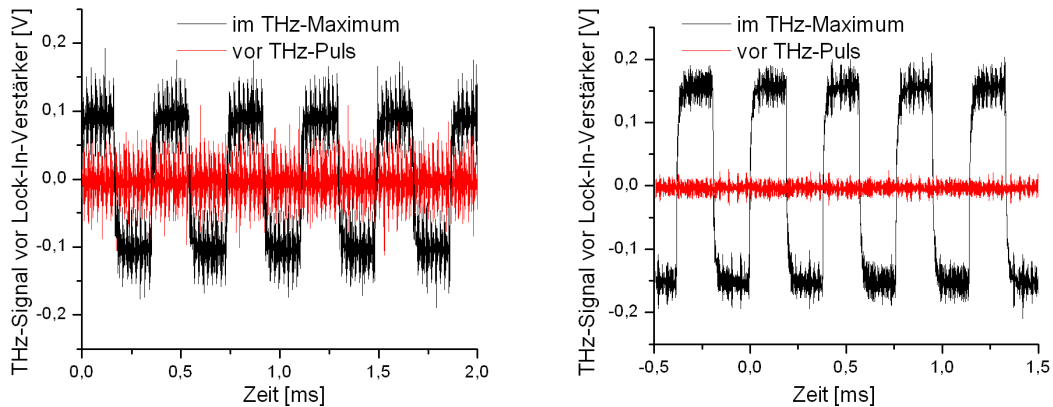 THz-Signal vor Lock-In-Verstärker [V]
im THz-Maximum
vor THz-Puls
0,2
0,1
0,0
-0,1
-0,2
0,0 0,5 1,0 1,5 2,0
Zeit [ms]
THz-Signal vor Lock-In-Verstärker [V]
im THz-Maximum
vor THz-Puls
0,2
0,1
0,0
-0,1
-0,2
-0,5 0,0 0,5 1,0 1,5
Zeit [ms]